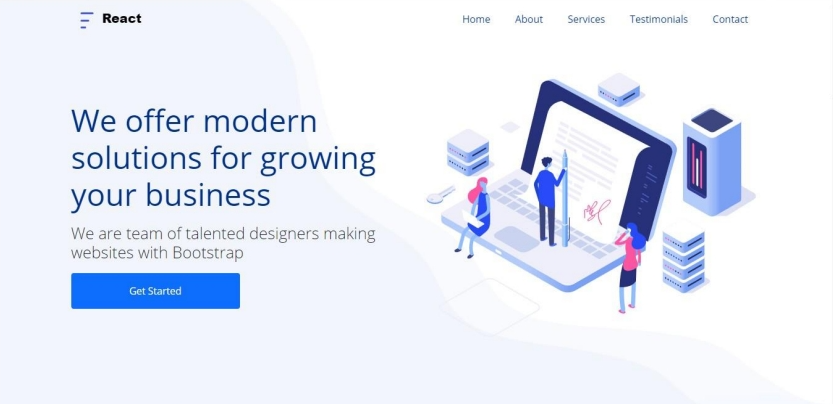 React
Home About Services Testimonials Contact
We offer modern
solutions for growing
your business
We are team of talented designers making
websites with Bootstrap
Get Started